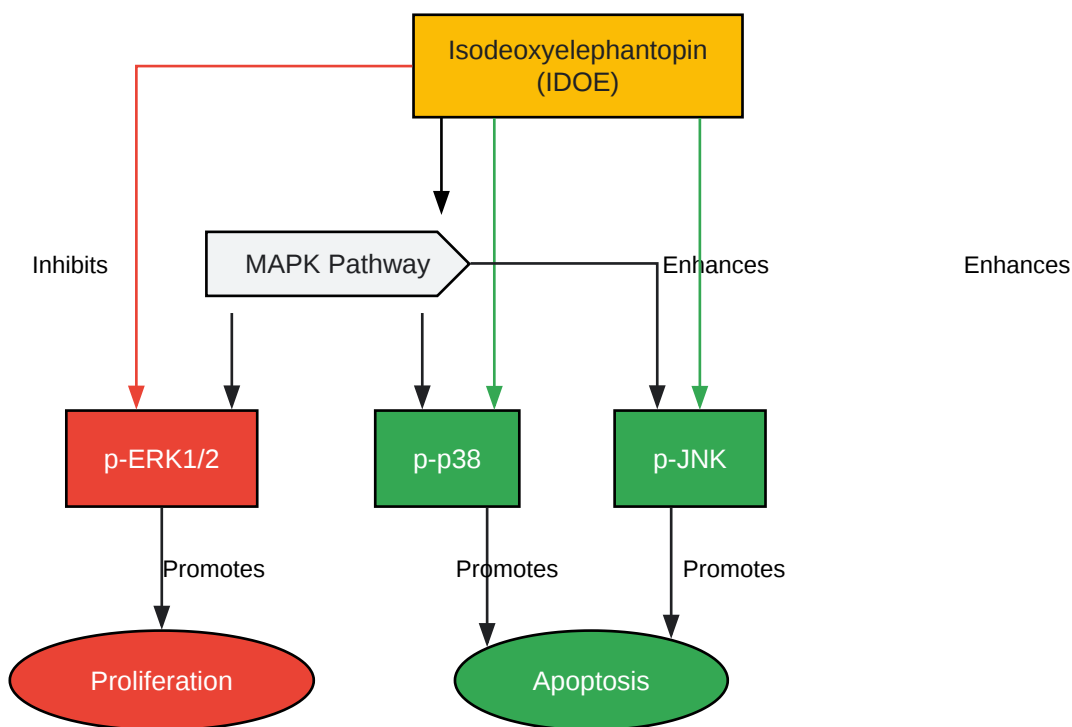 Isodeoxyelephantopin
(IDOE)
Inhibits
MAPK Pathway
Enhances
Enhances
p-ERK1/2
p-p38
p-JNK
Promotes
Promotes
Promotes
Proliferation
Apoptosis